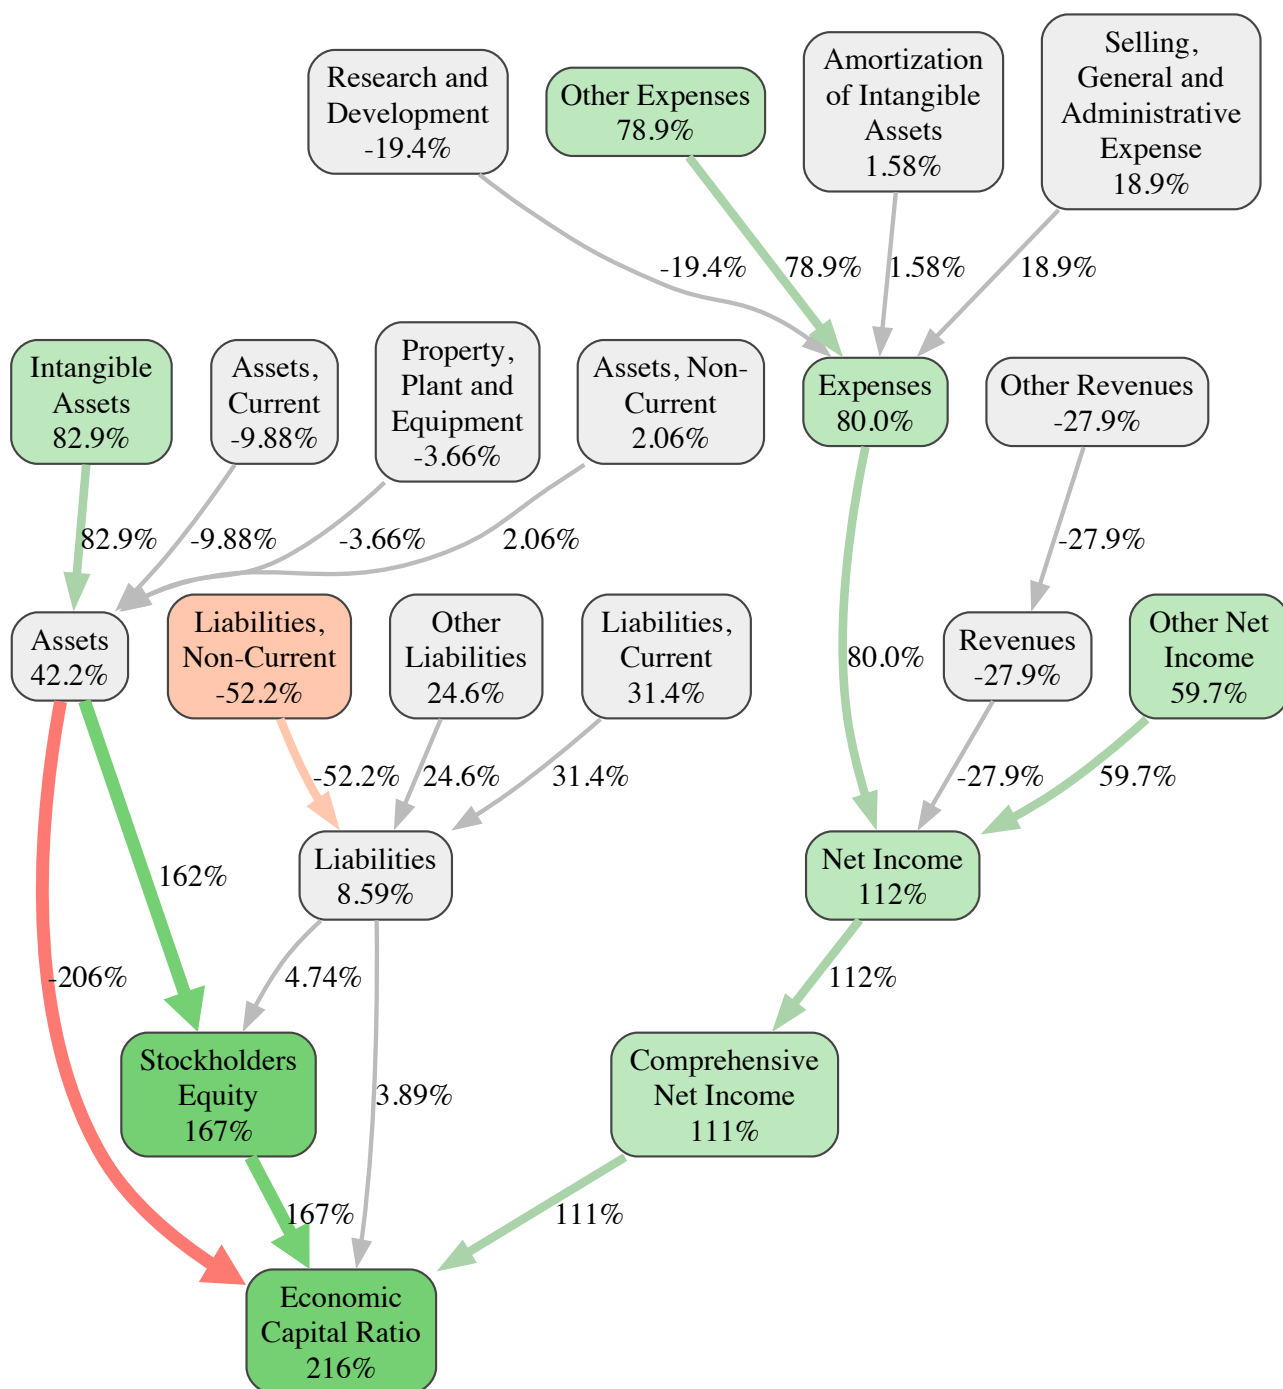 Research and
Development
-19.4%
Other Expenses
78.9%
Amortization
of Intangible
Assets
1.58%
Selling,
General and
Administrative
Expense
18.9%
-19.4%
78.9%
1.58%
18.9%
Intangible
Assets
82.9%
Assets,
Current
-9.88%
Property,
Plant and
Equipment
-3.66%
Assets, Non-
Current
2.06%
Expenses
80.0%
Other Revenues
-27.9%
82.9%
-9.88%
-3.66%
2.06%
-27.9%
Assets
42.2%
Liabilities,
Non-Current
-52.2%
Other
Liabilities
24.6%
Liabilities,
Current
31.4%
80.0%
Revenues
-27.9%
Other Net
Income
59.7%
-52.2%
24.6%
31.4%
-27.9%
59.7%
162%
Liabilities
8.59%
Net Income
112%
-206%
4.74%
112%
Stockholders
Equity
167%
3.89%
Comprehensive
Net Income
111%
167%
111%
Economic
Capital Ratio
216%